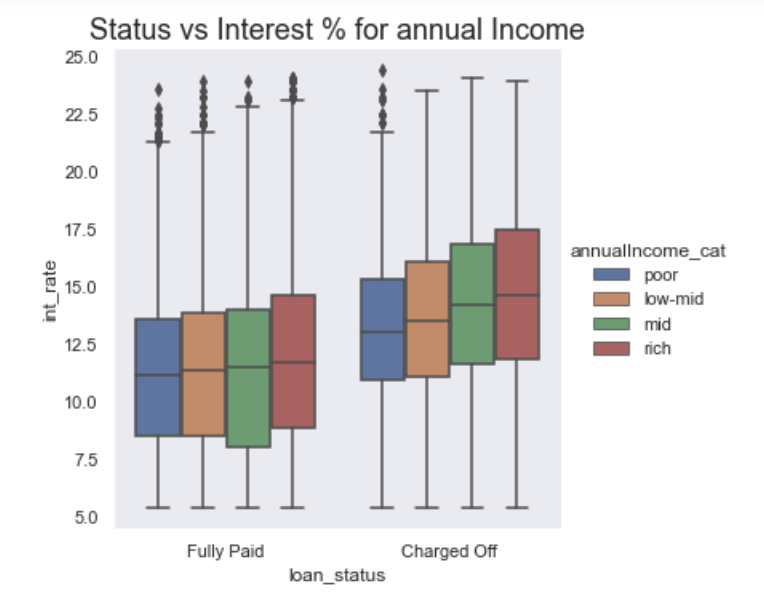 Status vs Interest % for annual Income
25.0
22.5
20.0
17.5
15.0
12.5
10.0
7.5
5.0
int_rate
Fully Paid
Charged Off
loan_status
annualIncome_cat
poor
low-mid
mid
rich